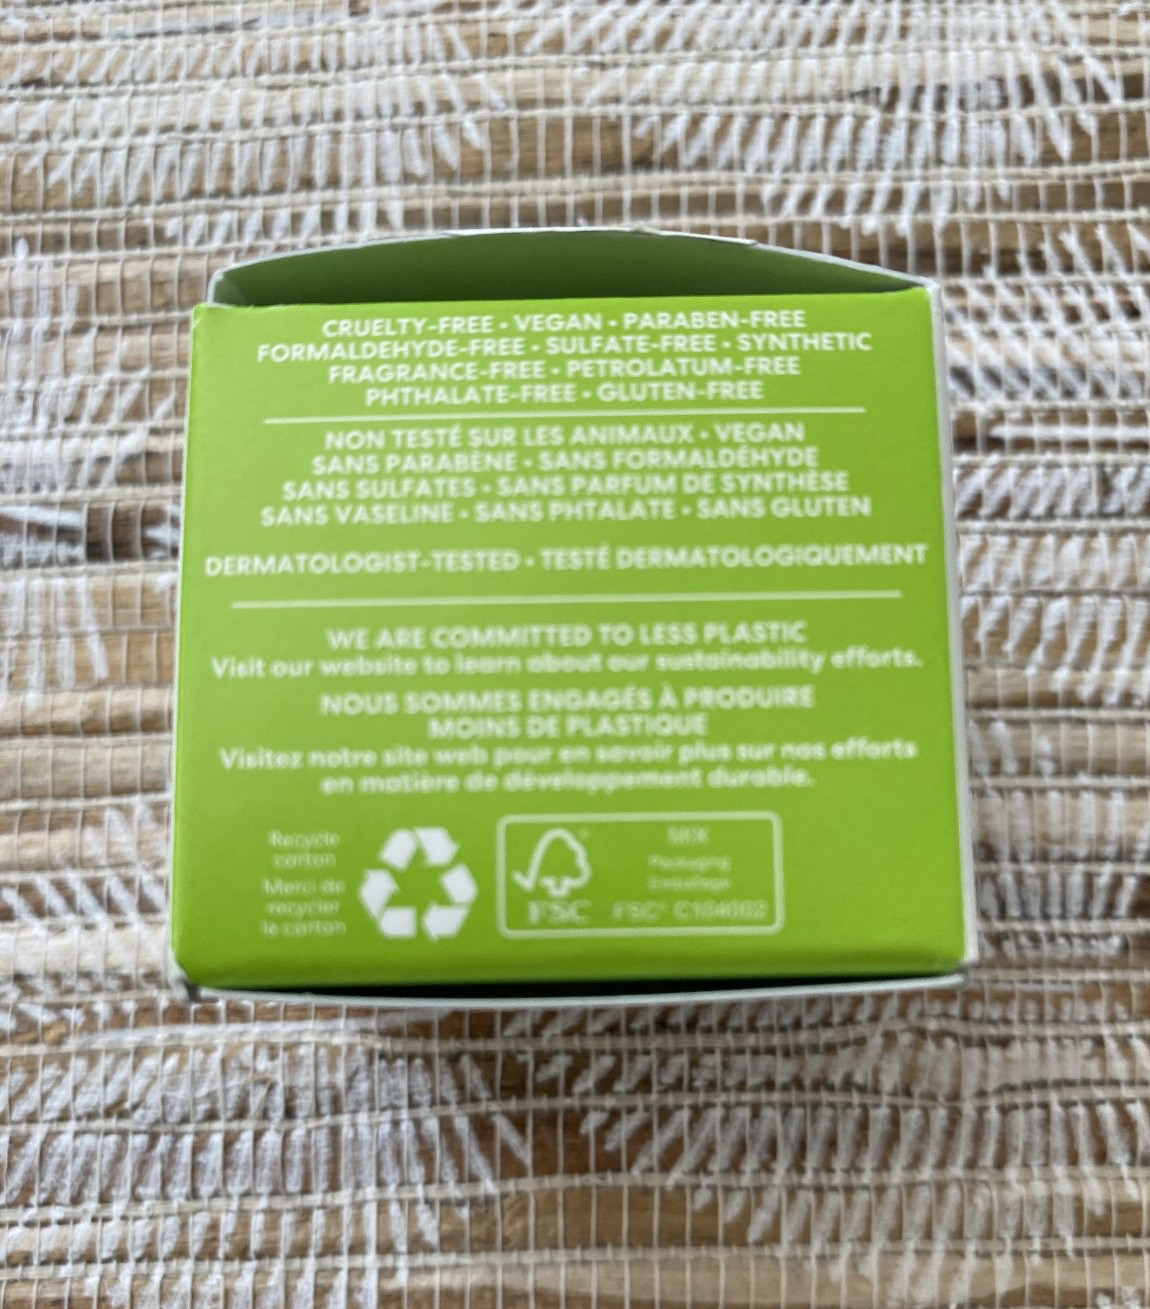 CRUELTY-FREE • VEGAN • PARABEN-FREE
FORMALDEHYDE-FREE • SULFATE-FREE • SYNTHETIC
FRAGRANCE-FREE • PETROLATUM-FREE
PHTHALATE-FREE • GLUTEN-FREE
NON TESTÉ SUR LES ANIMAUX • VEGAN
SANS PARABÈNE • SANS FORMALDÉHYDE
SANS SULFATES • SANS PARFUM DE SYNTHÈSE
SANS VASELINE • SANS PHTALATE • SANS GLUTEN
DERMATOLOGIST-TESTED • TESTÉ DERMATOLOGIQUEMENT
WE ARE COMMITTED TO LESS PLASTIC
Visit our website to learn about our sustainability efforts.
NOUS SOMMES ENGAGÉS À PRODUIRE
MOINS DE PLASTIQUE
Visitez notre site web pour en savoir plus sur nos efforts
en matière de développement durable.
Recycle
carton
Merci de
recycler
le carton
FSC
MIX
Packaging
Emballage
FSC® C104002